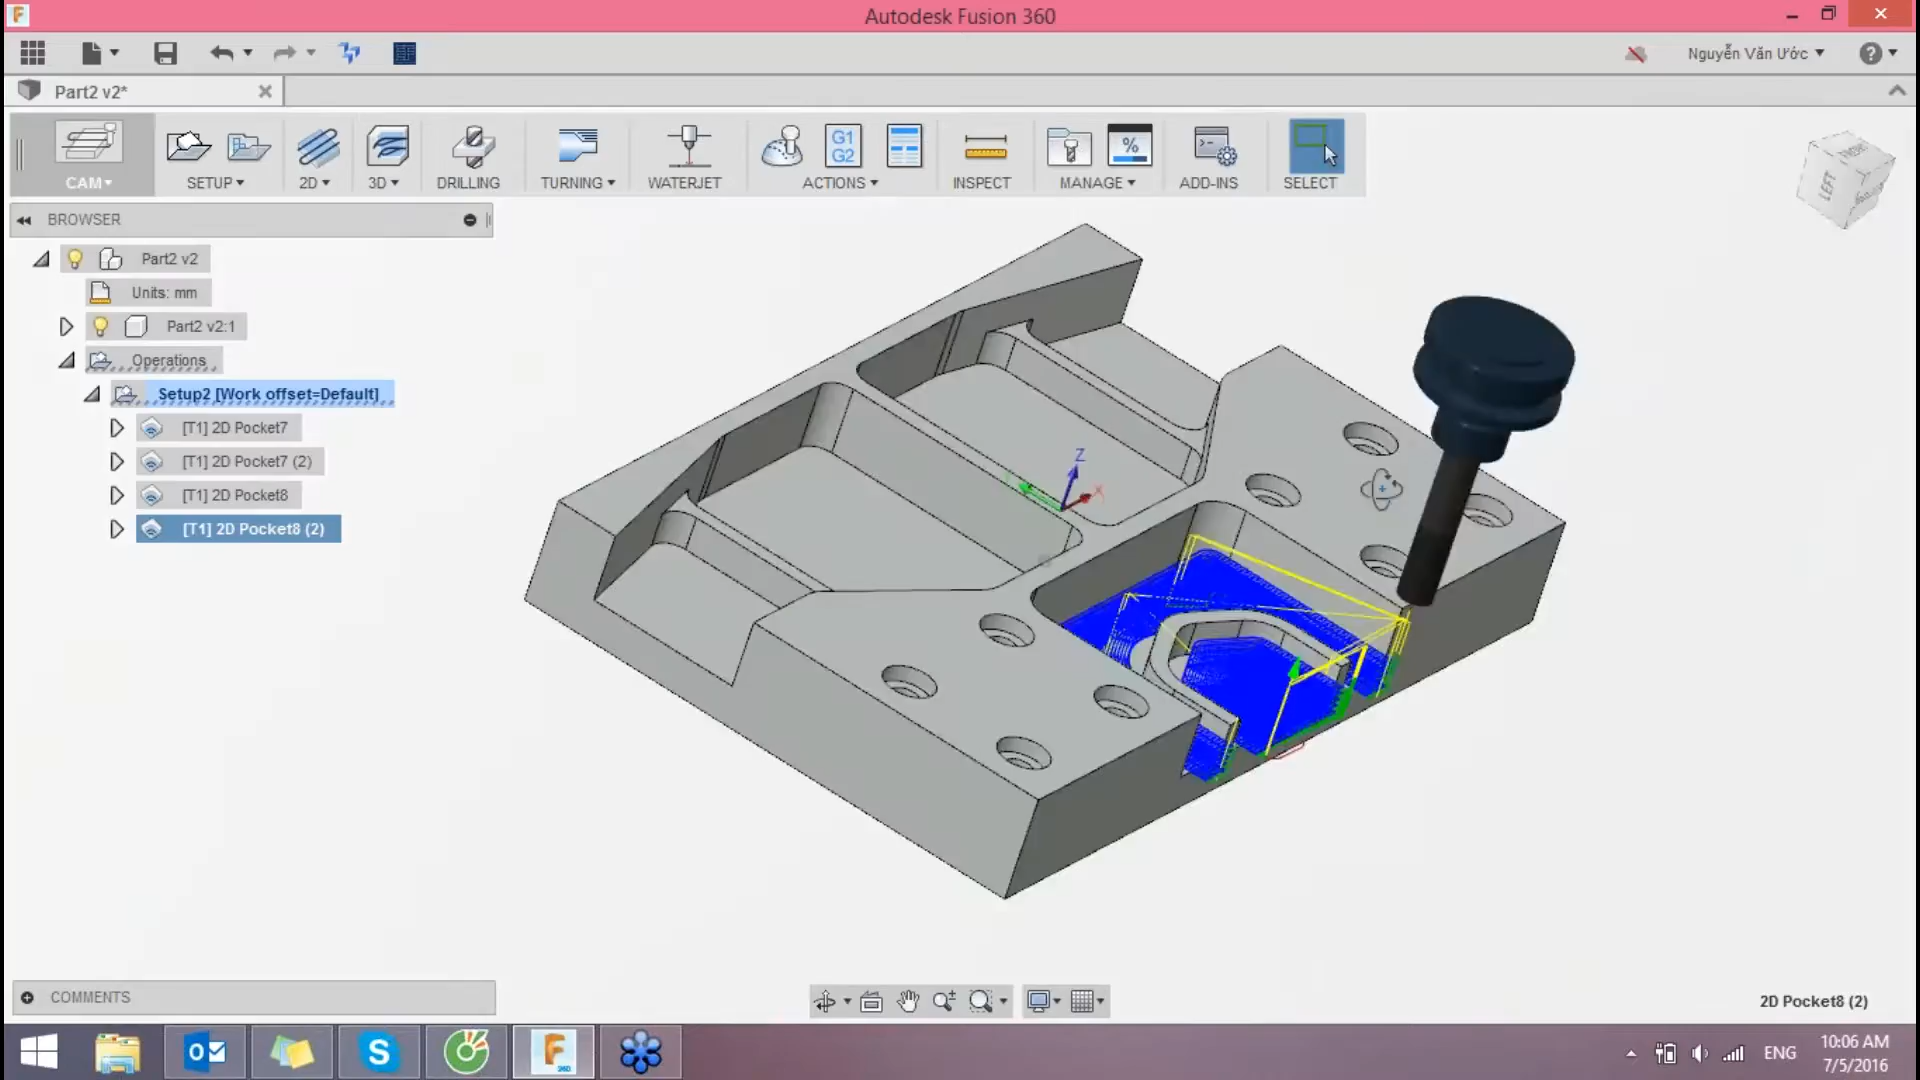 Autodesk Fusion 360
Nguyễn Văn Ước
Part2 v2*
CAM
SETUP
2D
3D
DRILLING
TURNING
WATERJET
G1
G2
ACTIONS
INSPECT
%
MANAGE
ADD-INS
SELECT
LEFT
BROWSER
Part2 v2
Units: mm
Part2 v2:1
Operations
Setup2 [Work offset=Default]
[T1] 2D Pocket7
[T1] 2D Pocket7 (2)
[T1] 2D Pocket8
[T1] 2D Pocket8 (2)
Z
X
COMMENTS
2D Pocket8 (2)
ENG
10:06 AM
7/5/2016